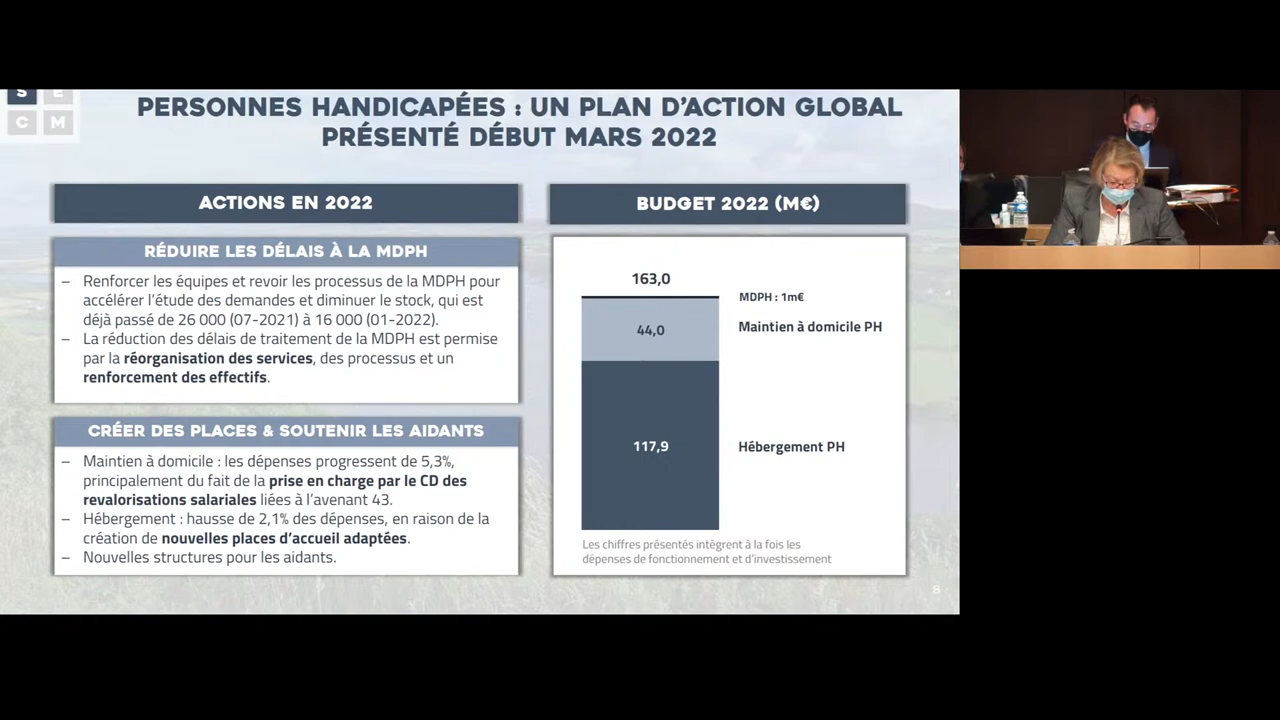 S E
C M
PERSONNES HANDICAPÉES : UN PLAN D'ACTION GLOBAL
PRÉSENTÉ DÉBUT MARS 2022
ACTIONS EN 2022
RÉDUIRE LES DÉLAIS À LA MDPH
– Renforcer les équipes et revoir les processus de la MDPH pour
accélérer l'étude des demandes et diminuer le stock, qui est
déjà passé de 26 000 (07-2021) à 16 000 (01-2022).
– La réduction des délais de traitement de la MDPH est permise
par la réorganisation des services, des processus et un
renforcement des effectifs.
CRÉER DES PLACES & SOUTENIR LES AIDANTS
– Maintien à domicile : les dépenses progressent de 5,3%,
principalement du fait de la prise en charge par le CD des
revalorisations salariales liées à l'avenant 43.
– Hébergement : hausse de 2,1% des dépenses, en raison de la
création de nouvelles places d'accueil adaptées.
– Nouvelles structures pour les aidants.
BUDGET 2022 (M€)
163,0
MDPH : 1m€
44,0
Maintien à domicile PH
117,9
Hébergement PH
Les chiffres présentés intègrent à la fois les
dépenses de fonctionnement et d'investissement
8